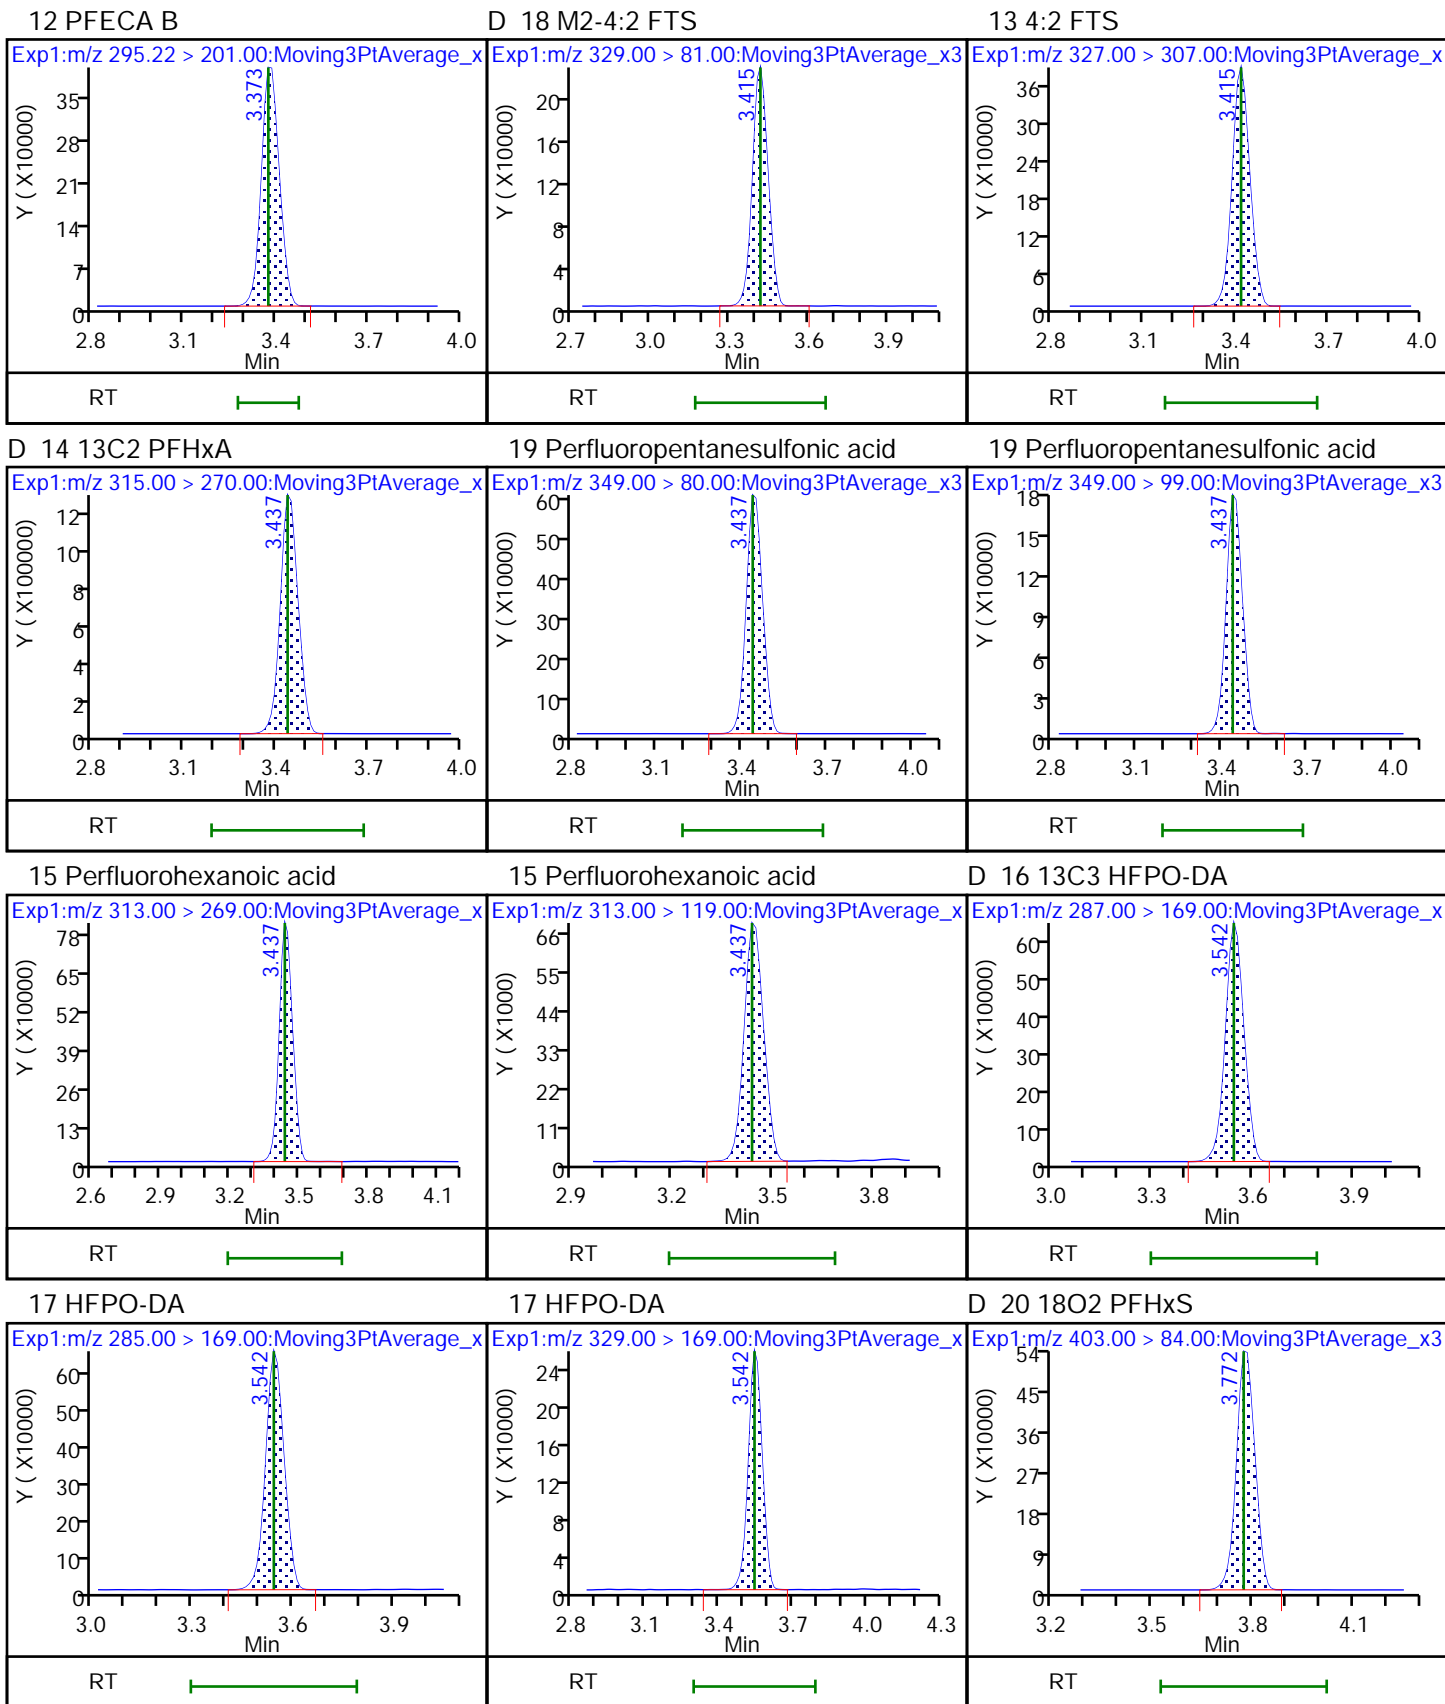 12 PFECA B
Exp1:m/z 295.22 > 201.00:Moving3PtAverage_x
Y ( X10000)
35
28
21
14
7
0
3.373
2.8 3.1 3.4 3.7 4.0
Min
RT
D 18 M2-4:2 FTS
Exp1:m/z 329.00 > 81.00:Moving3PtAverage_x3
Y ( X10000)
20
16
12
8
4
0
3.415
2.7 3.0 3.3 3.6 3.9
Min
RT
13 4:2 FTS
Exp1:m/z 327.00 > 307.00:Moving3PtAverage_x
Y ( X10000)
36
30
24
18
12
6
0
3.415
2.8 3.1 3.4 3.7 4.0
Min
RT
D 14 13C2 PFHxA
Exp1:m/z 315.00 > 270.00:Moving3PtAverage_x
Y ( X100000)
12
10
8
6
4
2
0
3.437
2.8 3.1 3.4 3.7 4.0
Min
RT
19 Perfluoropentanesulfonic acid
Exp1:m/z 349.00 > 80.00:Moving3PtAverage_x3
Y ( X10000)
60
50
40
30
20
10
0
3.437
2.8 3.1 3.4 3.7 4.0
Min
RT
19 Perfluoropentanesulfonic acid
Exp1:m/z 349.00 > 99.00:Moving3PtAverage_x3
Y ( X10000)
18
15
12
9
6
3
0
3.437
2.8 3.1 3.4 3.7 4.0
Min
RT
15 Perfluorohexanoic acid
Exp1:m/z 313.00 > 269.00:Moving3PtAverage_x
Y ( X10000)
78
65
52
39
26
13
0
3.437
2.6 2.9 3.2 3.5 3.8 4.1
Min
RT
15 Perfluorohexanoic acid
Exp1:m/z 313.00 > 119.00:Moving3PtAverage_x
Y ( X1000)
66
55
44
33
22
11
0
3.437
2.9 3.2 3.5 3.8
Min
RT
D 16 13C3 HFPO-DA
Exp1:m/z 287.00 > 169.00:Moving3PtAverage_x
Y ( X10000)
60
50
40
30
20
10
0
3.542
3.0 3.3 3.6 3.9
Min
RT
17 HFPO-DA
Exp1:m/z 285.00 > 169.00:Moving3PtAverage_x
Y ( X10000)
60
50
40
30
20
10
0
3.542
3.0 3.3 3.6 3.9
Min
RT
17 HFPO-DA
Exp1:m/z 329.00 > 169.00:Moving3PtAverage_x
Y ( X10000)
24
20
16
12
8
4
0
3.542
2.8 3.1 3.4 3.7 4.0 4.3
Min
RT
D 20 18O2 PFHxS
Exp1:m/z 403.00 > 84.00:Moving3PtAverage_x3
Y ( X10000)
54
45
36
27
18
9
0
3.772
3.2 3.5 3.8 4.1
Min
RT